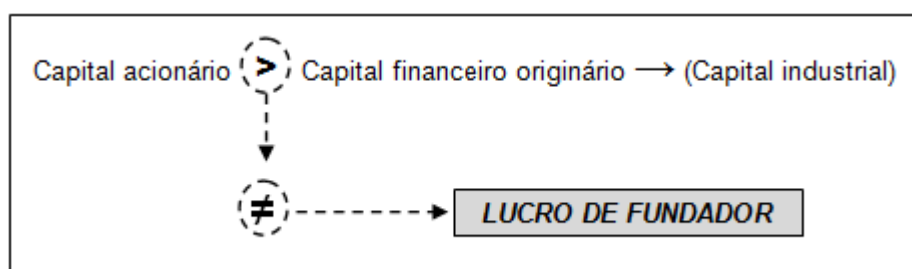 Capital acionário > Capital financeiro originário → (Capital industrial)
≠
LUCRO DE FUNDADOR